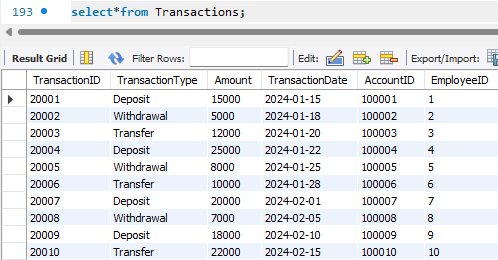 193 select*from Transactions;
Result Grid Filter Rows: Edit: Export/Import:
TransactionID TransactionType Amount TransactionDate AccountID EmployeeID
20001 Deposit 15000 2024-01-15 100001 1
20002 Withdrawal 5000 2024-01-18 100002 2
20003 Transfer 12000 2024-01-20 100003 3
20004 Deposit 25000 2024-01-22 100004 4
20005 Withdrawal 8000 2024-01-25 100005 5
20006 Transfer 10000 2024-01-28 100006 6
20007 Deposit 20000 2024-02-01 100007 7
20008 Withdrawal 7000 2024-02-05 100008 8
20009 Deposit 18000 2024-02-10 100009 9
20010 Transfer 22000 2024-02-15 100010 10